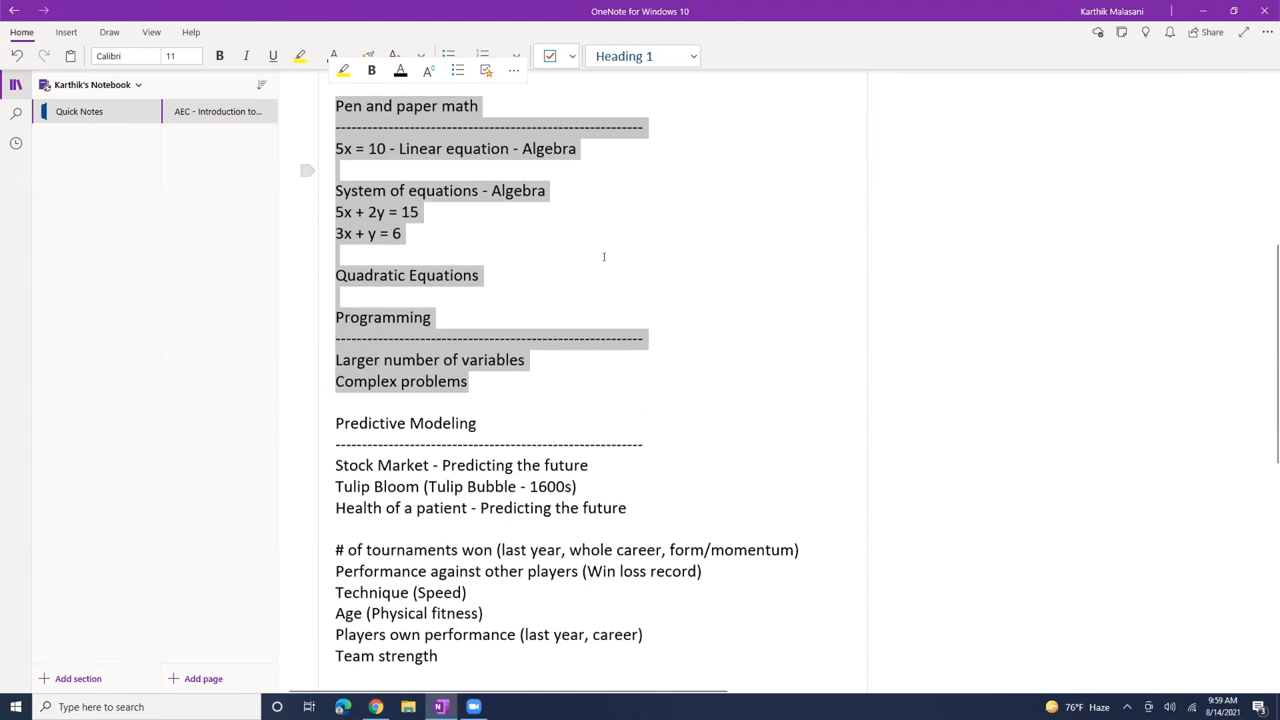 OneNote for Windows 10
Karthik Malasani
Home Insert Draw View Help
Share
Calibri 11 B I U A Heading 1
B A A
Karthik's Notebook
Quick Notes AEC - Introduction to...
Pen and paper math
----------------------------------------------------------
5x = 10 - Linear equation - Algebra
System of equations - Algebra
5x + 2y = 15
3x + y = 6
Quadratic Equations
Programming
----------------------------------------------------------
Larger number of variables
Complex problems
Predictive Modeling
----------------------------------------------------------
Stock Market - Predicting the future
Tulip Bloom (Tulip Bubble - 1600s)
Health of a patient - Predicting the future
# of tournaments won (last year, whole career, form/momentum)
Performance against other players (Win loss record)
Technique (Speed)
Age (Physical fitness)
Players own performance (last year, career)
Team strength
Add section Add page
Type here to search
76°F Haze
9:59 AM
8/14/2021
3